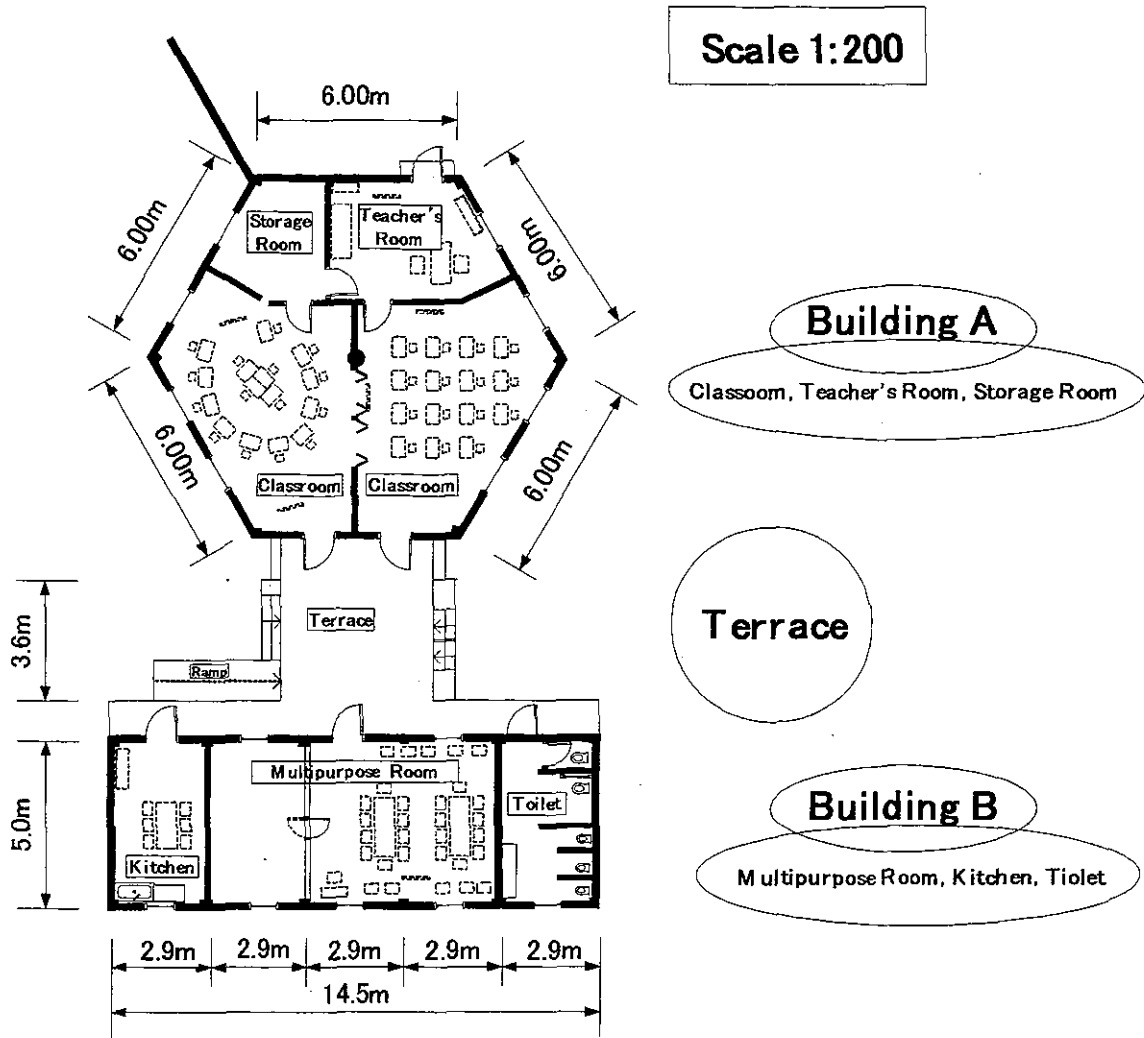 Scale 1:200
6.00m
6.00m
6.00m
Storage
Room
Teacher's
Room
Building A
Classoom, Teacher's Room, Storage Room
6.00m
6.00m
Classroom
Classroom
Terrace
Terrace
3.6m
Ramp
Multipurpose Room
Toilet
Kitchen
5.0m
Building B
Multipurpose Room, Kitchen, Tiolet
2.9m
2.9m
2.9m
2.9m
2.9m
14.5m